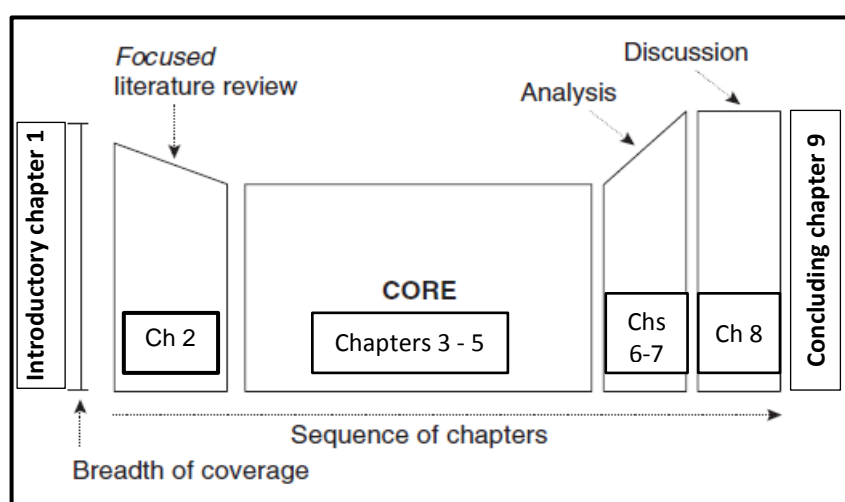 Focused
literature review
Analysis
Discussion
Introductory chapter 1
Ch 2
CORE
Chapters 3 - 5
Chs
6-7
Ch 8
Concluding chapter 9
Sequence of chapters
Breadth of coverage